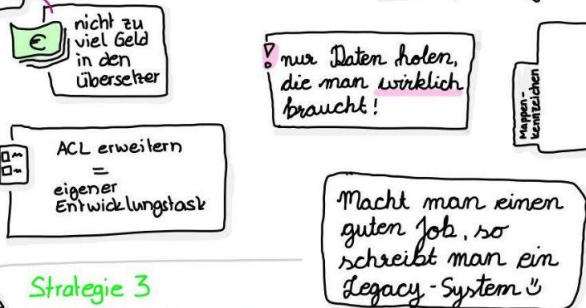 nicht zu
viel Geld
in den
Übersetzer
€
! nur Daten holen,
die man wirklich
braucht!
Mappen-
kennzeichen
ACL erweitern
=
eigener
Entwicklungstask
Macht man einen
guten Job, so
schreibt man ein
Legacy-System
Strategie 3